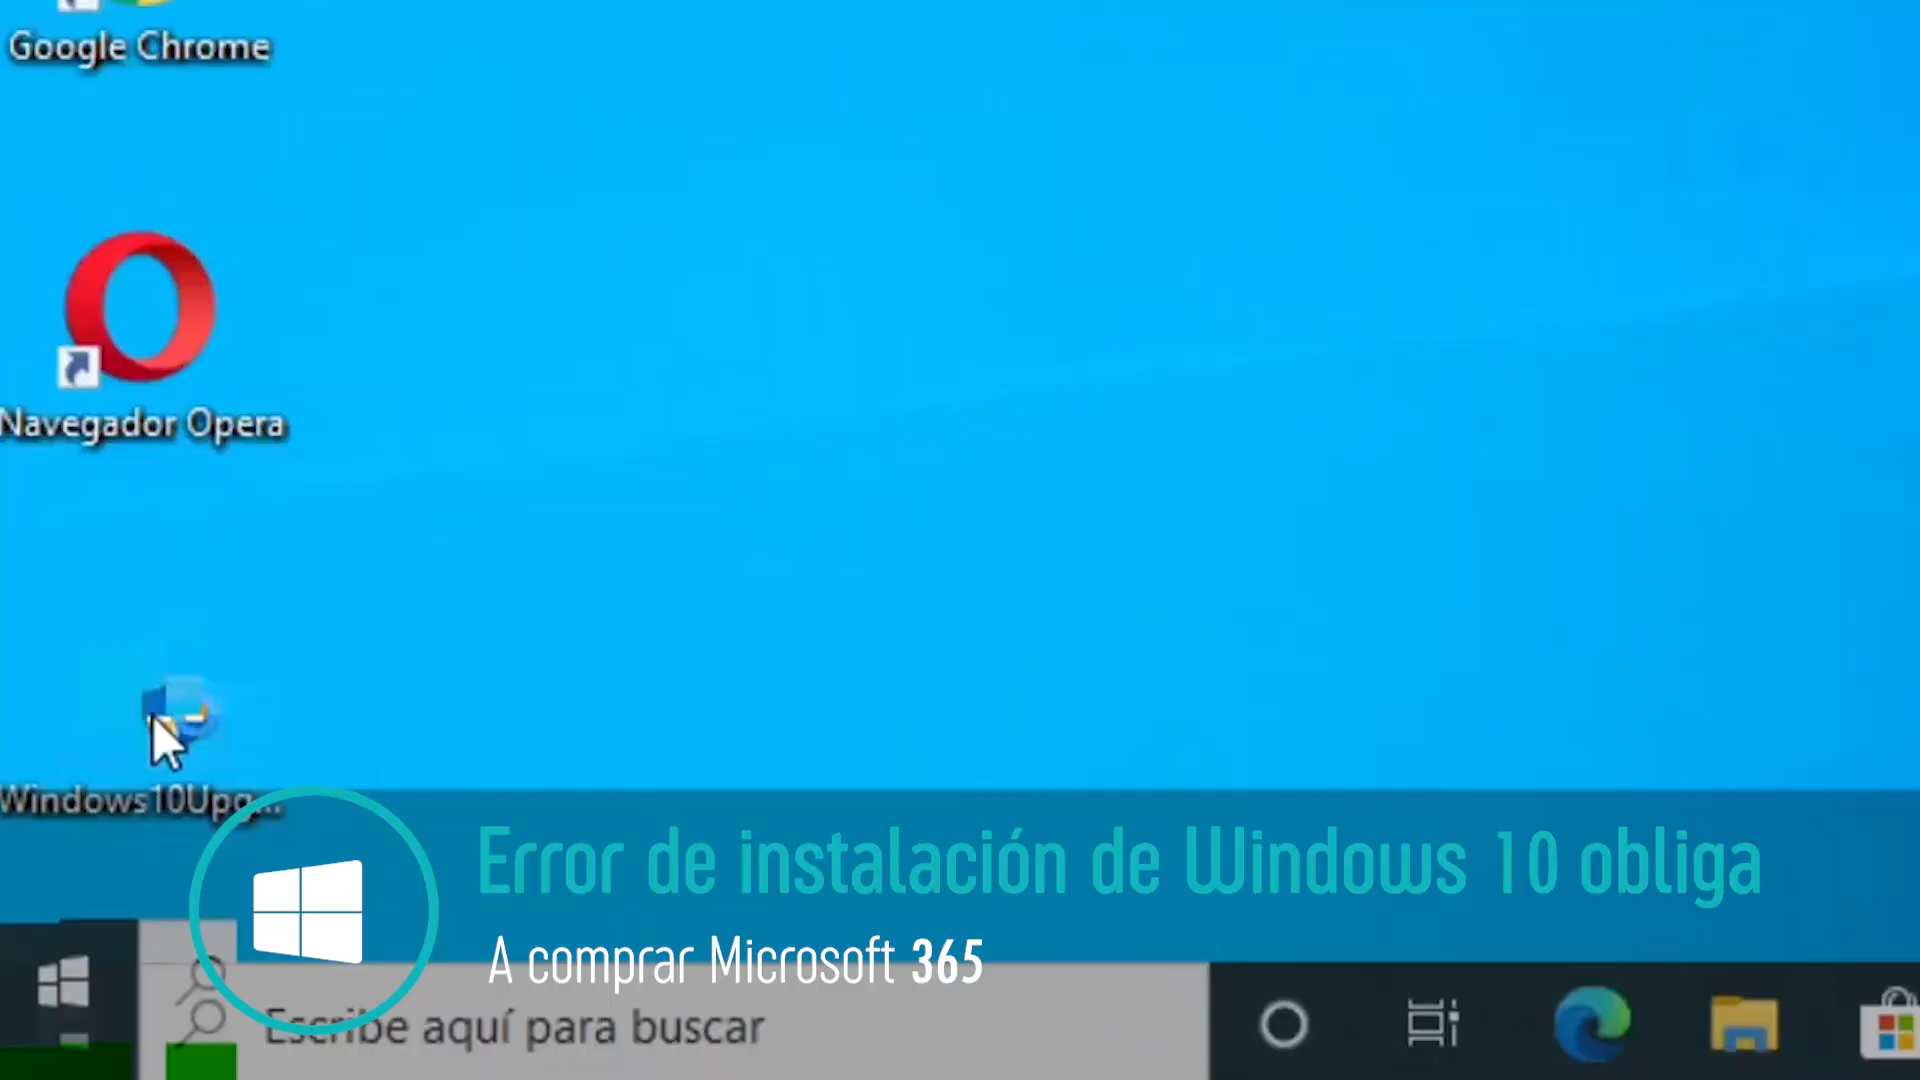 Google Chrome
Navegador Opera
Windows10Upg...
Error de instalación de Windows 10 obliga
A comprar Microsoft 365
Escribe aquí para buscar